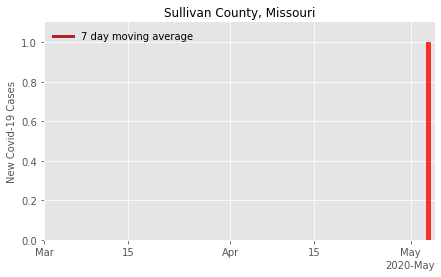 Sullivan County, Missouri
7 day moving average
New Covid-19 Cases
1.0
0.8
0.6
0.4
0.2
0.0
Mar 15 Apr 15 May
2020-May